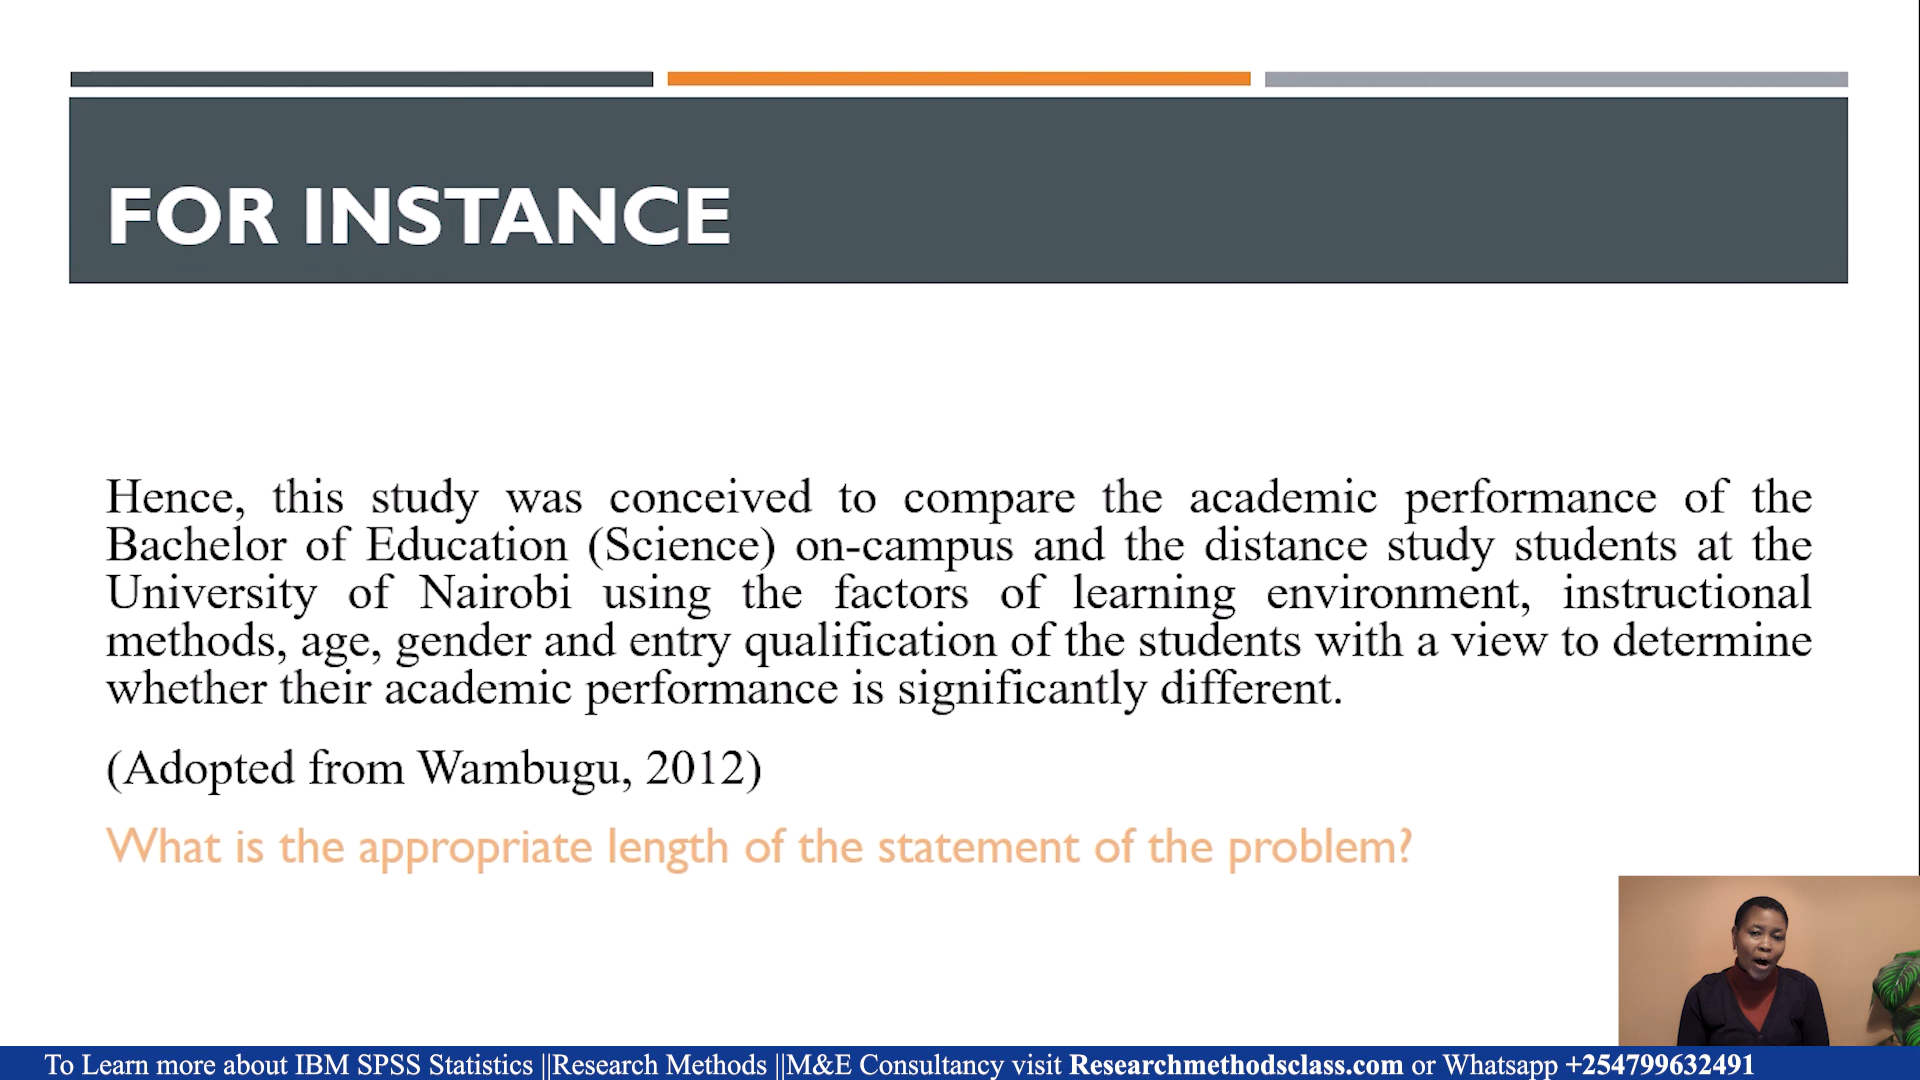 FOR INSTANCE
Hence, this study was conceived to compare the academic performance of the
Bachelor of Education (Science) on-campus and the distance study students at the
University of Nairobi using the factors of learning environment, instructional
methods, age, gender and entry qualification of the students with a view to determine
whether their academic performance is significantly different.
(Adopted from Wambugu, 2012)
What is the appropriate length of the statement of the problem?
To Learn more about IBM SPSS Statistics ||Research Methods ||M&E Consultancy visit Researchmethodsclass.com or Whatsapp +254799632491